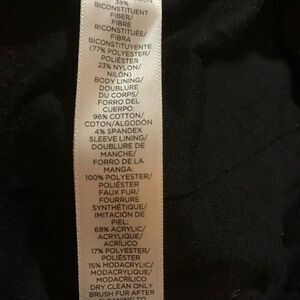 38%
BICONSTITUENT
FIBER/
FIBRE
BICONSTITUÉE/
FIBRA
BICONSTITUYENTE
(77% POLYESTER/
POLIÉSTER
23% NYLON/
NILÓN)
BODY LINING/
DOUBLURE
DU CORPS/
FORRO DEL
CUERPO:
96% COTTON/
COTON/ALGODÓN
4% SPANDEX
SLEEVE LINING/
DOUBLURE DE
MANCHE/
FORRO DE LA
MANGA:
100% POLYESTER/
POLIÉSTER
FAUX FUR/
FOURRURE
SYNTHÉTIQUE/
IMITACIÓN DE
PIEL:
68% ACRYLIC/
ACRYLIQUE/
ACRÍLICO
17% POLYESTER/
POLIÉSTER
15% MODACRYLIC/
MODACRYLIQUE/
MODACRÍLICO
DRY CLEAN ONLY
BRUSH FUR AFTER